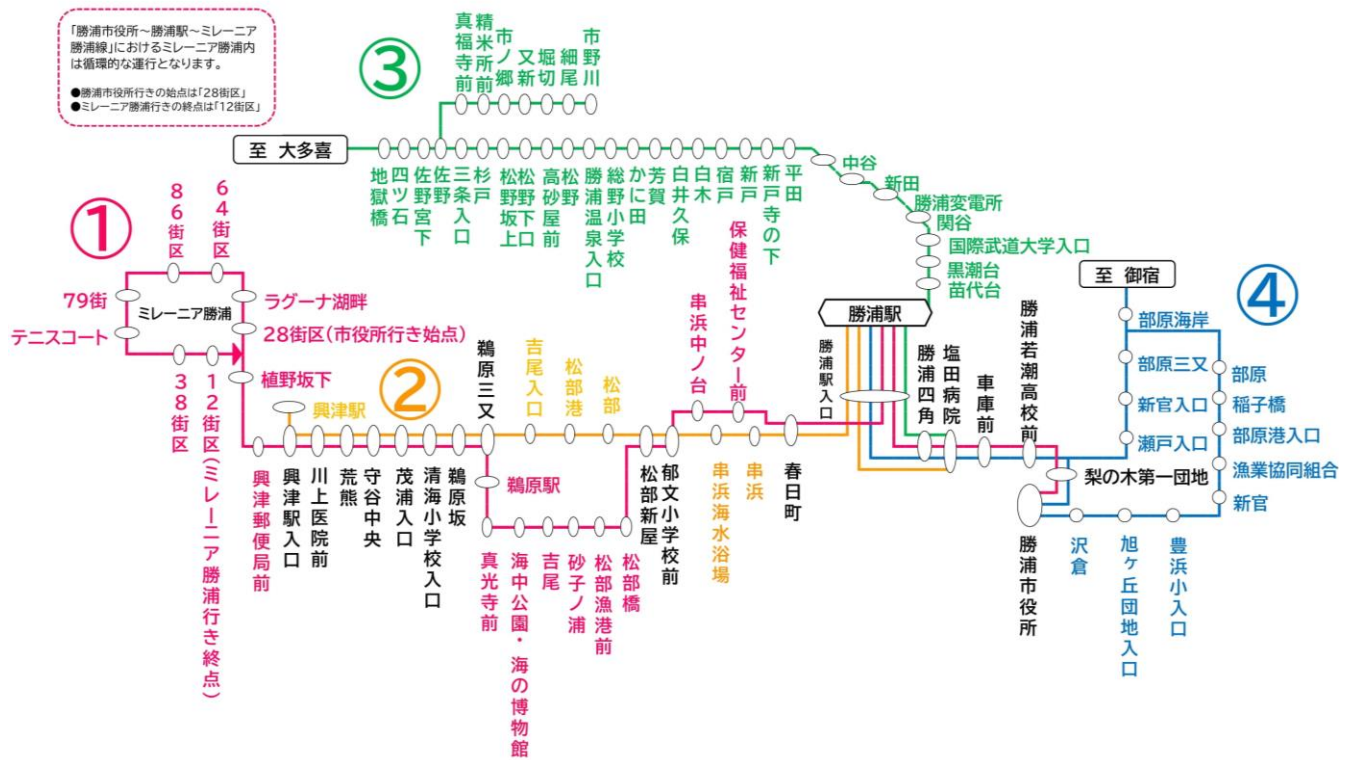 「勝浦市役所～勝浦駅～ミレーニア
勝浦線」におけるミレーニア勝浦内
は循環的な運行となります。
●勝浦市役所行きの始点は「28街区」
●ミレーニア勝浦行きの終点は「12街区」
③
真福寺前
精米所前
市ノ郷
又新
堀切
細尾
市野川
至 大多喜
地獄橋
四ツ石
佐野宮下
佐野
三条入口
杉戸
松野坂上
松野下口
高砂屋前
松野
勝浦温泉入口
総野小学校
かに田
芳賀
白井久保
白木
宿戸
新戸
新戸寺の下
平田
中谷
新田
勝浦変電所
関谷
国際武道大学入口
黒潮台
苗代台
①
86街区
64街区
79街
ミレーニア勝浦
ラグーナ湖畔
テニスコート
28街区(市役所行き始点)
38街区
12街区(ミレーニア勝浦行き終点)
植野坂下
興津郵便局前
②
興津駅
興津駅入口
川上医院前
荒熊
守谷中央
茂浦入口
清海小学校入口
鵜原坂
鵜原三又
吉尾入口
松部港
松部
鵜原駅
真光寺前
海中公園・海の博物館
吉尾
砂子ノ浦
松部漁港前
松部橋
松部新屋
郁文小学校前
串浜中ノ台
保健福祉センター前
串浜海水浴場
串浜
春日町
勝浦駅
勝浦駅入口
勝浦四角
塩田病院
車庫前
勝浦若潮高校前
梨の木第一団地
勝浦市役所
④
至 御宿
部原海岸
部原三又
新官入口
瀬戸入口
部原
稲子橋
部原港入口
漁業協同組合
新官
沢倉
旭ヶ丘団地入口
豊浜小入口